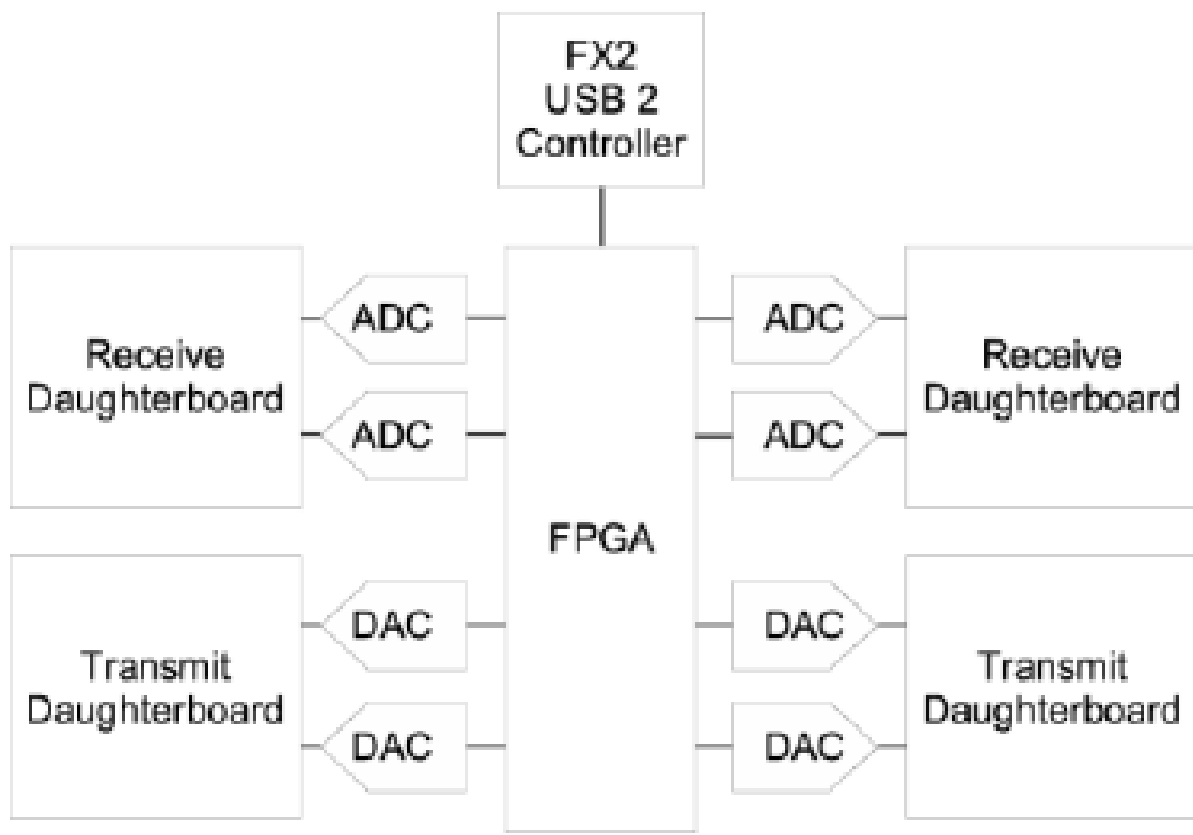 FX2
USB 2
Controller
Receive
Daughterboard
ADC
ADC
ADC
ADC
Receive
Daughterboard
FPGA
Transmit
Daughterboard
DAC
DAC
DAC
DAC
Transmit
Daughterboard